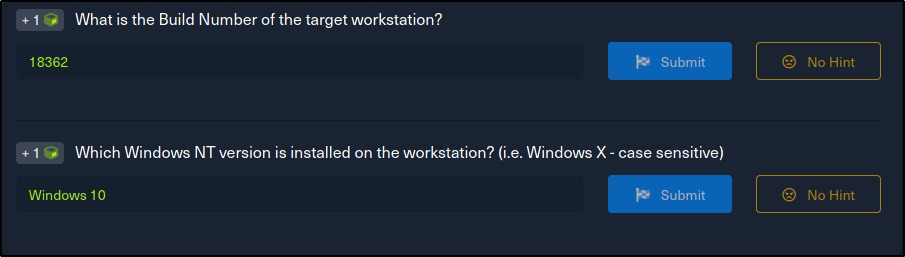 + 1 What is the Build Number of the target workstation?
18362 Submit No Hint
+ 1 Which Windows NT version is installed on the workstation? (i.e. Windows X - case sensitive)
Windows 10 Submit No Hint